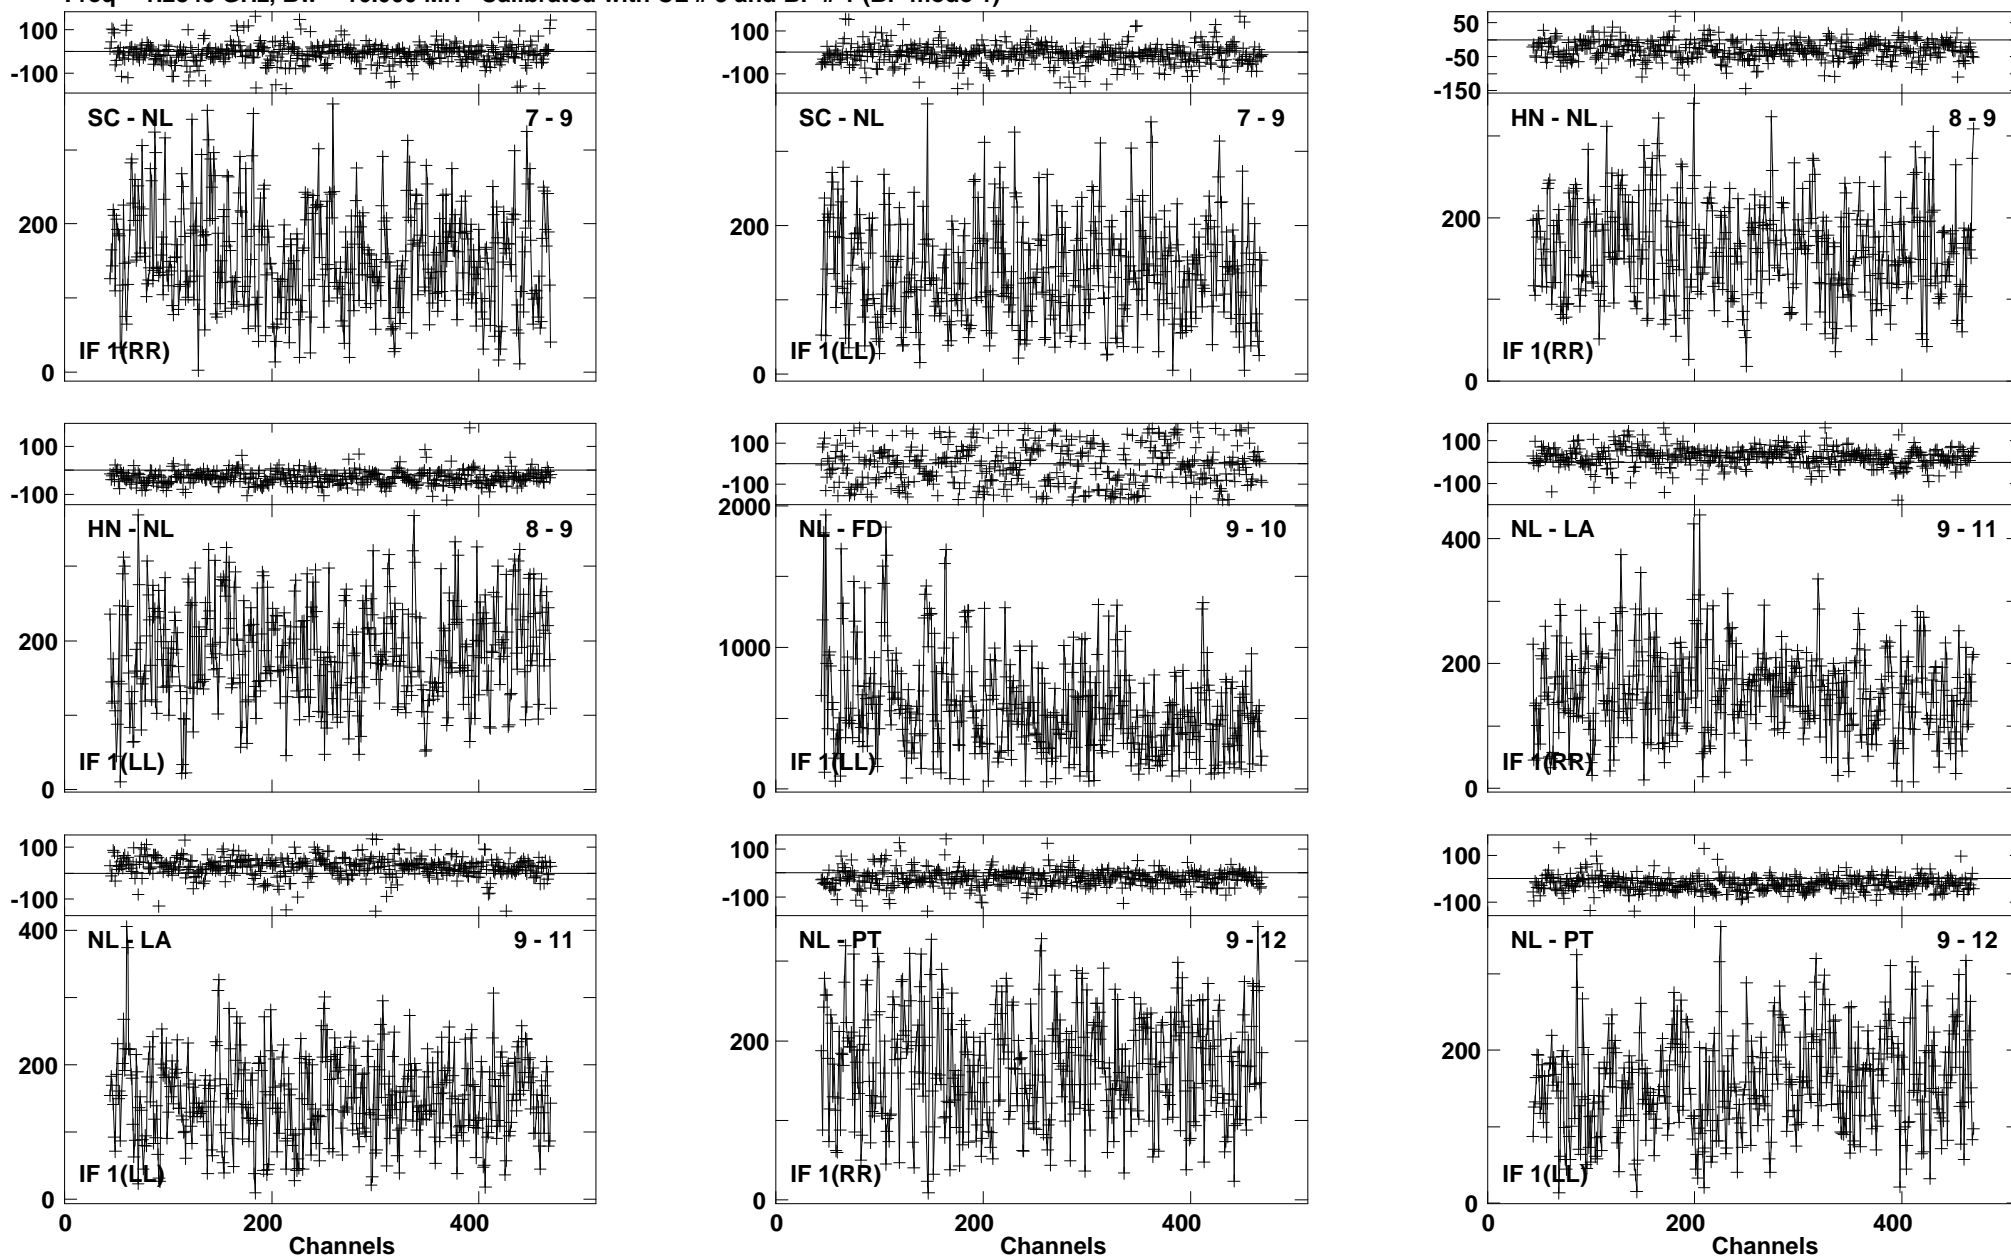 100
-100
SC - NL 7 - 9
200
IF 1(RR)
0
100
-100
SC - NL 7 - 9
200
IF 1(LL)
0
50
-50
-150
HN - NL 8 - 9
200
IF 1(RR)
0
100
-100
HN - NL 8 - 9
200
IF 1(LL)
0
100
-100
2000
NL - FD 9 - 10
1000
IF 1(LL)
0
100
-100
400
NL - LA 9 - 11
200
IF 1(RR)
0
100
-100
400
NL - LA 9 - 11
200
IF 1(LL)
0
0 200 400
Channels
100
-100
NL - PT 9 - 12
200
IF 1(RR)
0
0 200 400
Channels
100
-100
NL - PT 9 - 12
200
IF 1(LL)
0
0 200 400
Channels